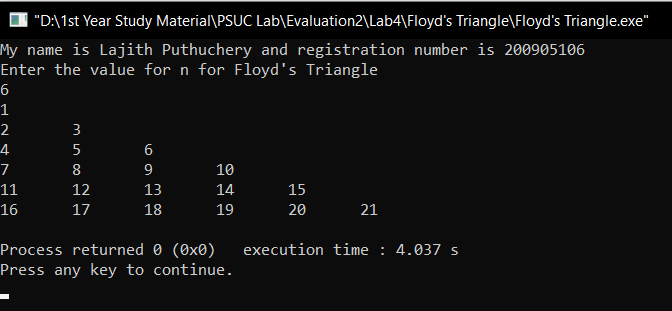 "D:\1st Year Study Material\PSUC Lab\Evaluation2\Lab4\Floyd's Triangle\Floyd's Triangle.exe"
My name is Lajith Puthuchery and registration number is 200905106
Enter the value for n for Floyd's Triangle
6
1
2 3
4 5 6
7 8 9 10
11 12 13 14 15
16 17 18 19 20 21
Process returned 0 (0x0) execution time : 4.037 s
Press any key to continue.